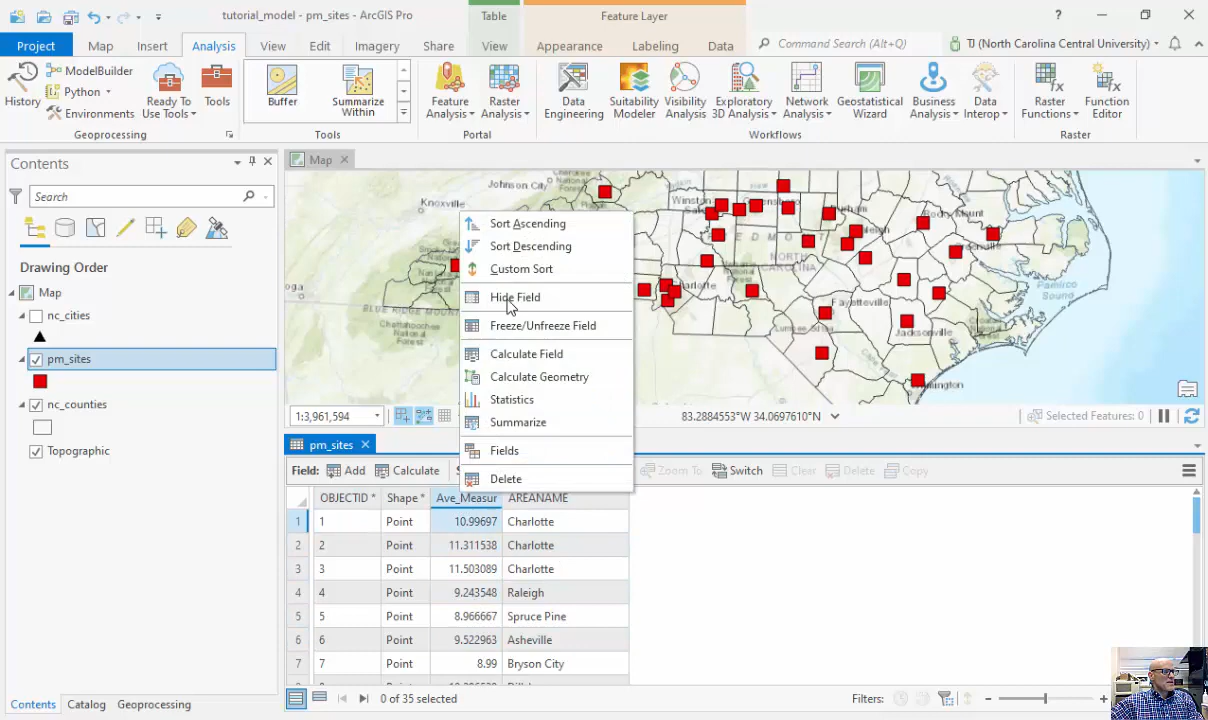 tutorial_model - pm_sites - ArcGIS Pro
Table
Feature Layer
?
Project
Map
Insert
Analysis
View
Edit
Imagery
Share
View
Appearance
Labeling
Data
Command Search (Alt+Q)
TJ (North Carolina Central University)
History
ModelBuilder
Python
Environments
Ready To
Use Tools
Tools
Buffer
Summarize
Within
Feature
Analysis
Raster
Analysis
Data
Engineering
Suitability
Modeler
Visibility
Analysis
Exploratory
3D Analysis
Network
Analysis
Geostatistical
Wizard
Business
Analysis
Data
Interop
Raster
Functions
Function
Editor
Geoprocessing
Tools
Portal
Workflows
Raster
Contents
Search
Drawing Order
Map
nc_cities
pm_sites
nc_counties
Topographic
Map
Johnson City
Knoxville
NORTH
CAROLINA
Rocky Mount
Greenville
Fayetteville
Jacksonville
Pamlico
Sound
1:3,961,594
83.2884553°W 34.0697610°N
Selected Features: 0
Sort Ascending
Sort Descending
Custom Sort
Hide Field
Freeze/Unfreeze Field
Calculate Field
Calculate Geometry
Statistics
Summarize
Fields
Delete
pm_sites
Field:
Add
Calculate
Zoom To
Switch
Clear
Delete
Copy
OBJECTID * Shape * Ave_Measur AREANAME
1 1 Point 10.99697 Charlotte
2 2 Point 11.311538 Charlotte
3 3 Point 11.503089 Charlotte
4 4 Point 9.243548 Raleigh
5 5 Point 8.966667 Spruce Pine
6 6 Point 9.522963 Asheville
7 7 Point 8.99 Bryson City
0 of 35 selected
Filters:
Contents
Catalog
Geoprocessing